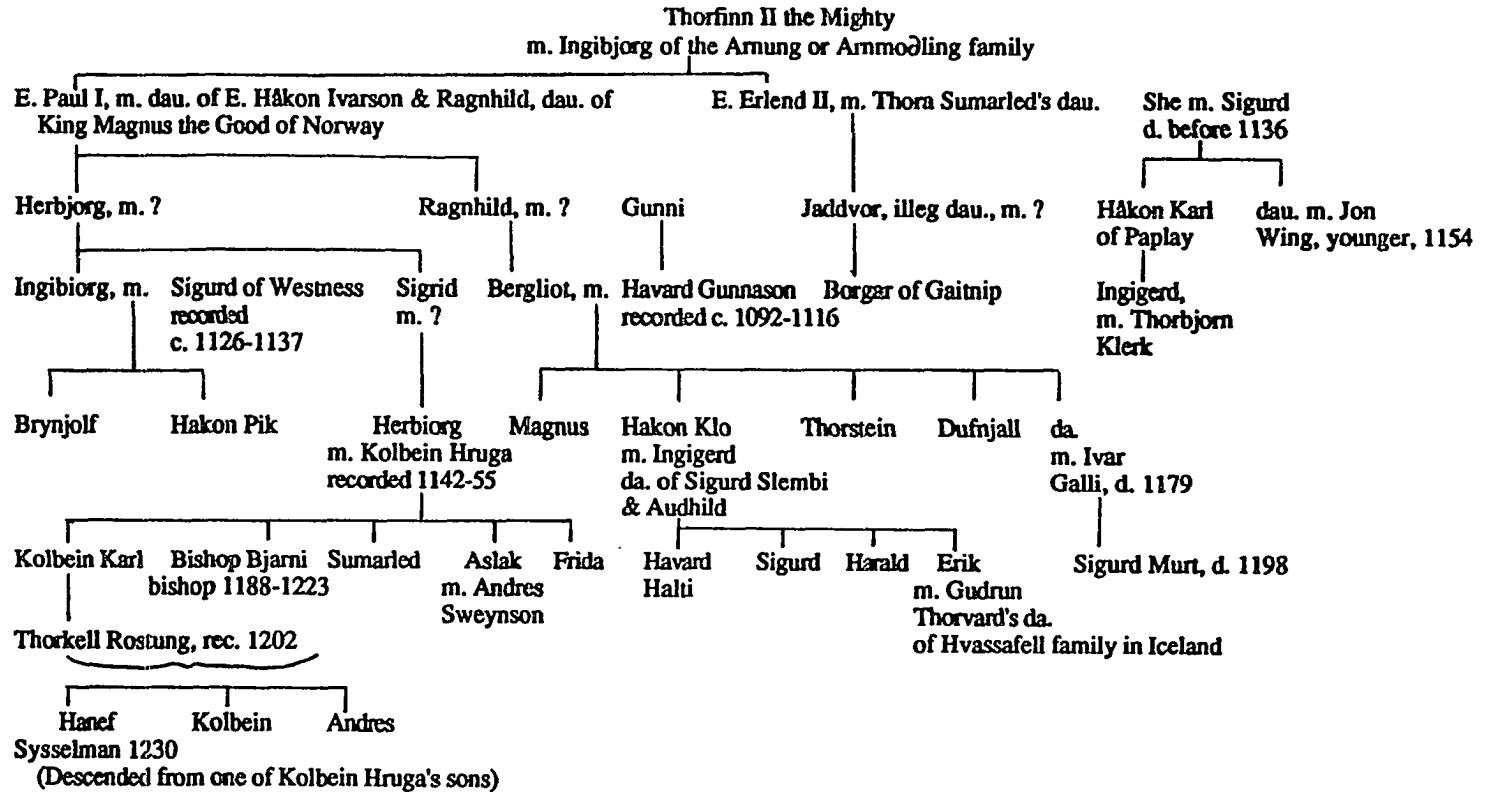 Thorfinn II the Mighty
m. Ingibjorg of the Arnung or Arnmo∂ling family
E. Paul I, m. dau. of E. Håkon Ivarson & Ragnhild, dau. of
King Magnus the Good of Norway
E. Erlend II, m. Thora Sumarled's dau.
She m. Sigurd
d. before 1136
Herbjorg, m. ?
Ragnhild, m. ?
Gunni
Jaddvor, illeg dau., m. ?
Håkon Karl
of Paplay
dau. m. Jon
Wing, younger, 1154
Ingibiorg, m.
Sigurd of Westness
recorded
c. 1126-1137
Sigrid
m. ?
Bergliot, m.
Havard Gunnason
recorded c. 1092-1116
Borgar of Gaitnip
Ingigerd,
m. Thorbjorn
Klerk
Brynjolf
Hakon Pik
Herbiorg
m. Kolbein Hruga
recorded 1142-55
Magnus
Hakon Klo
m. Ingigerd
da. of Sigurd Slembi
& Audhild
Thorstein
Dufnjall
da.
m. Ivar
Galli, d. 1179
Kolbein Karl
Bishop Bjarni
bishop 1188-1223
Sumarled
Aslak
m. Andres
Sweynson
Frida
Havard
Halti
Sigurd
Harald
Erik
m. Gudrun
Thorvard's da.
of Hvassafell family in Iceland
Sigurd Murt, d. 1198
Thorkell Rostung, rec. 1202
Hanef
Sysselman 1230
Kolbein
Andres
(Descended from one of Kolbein Hruga's sons)